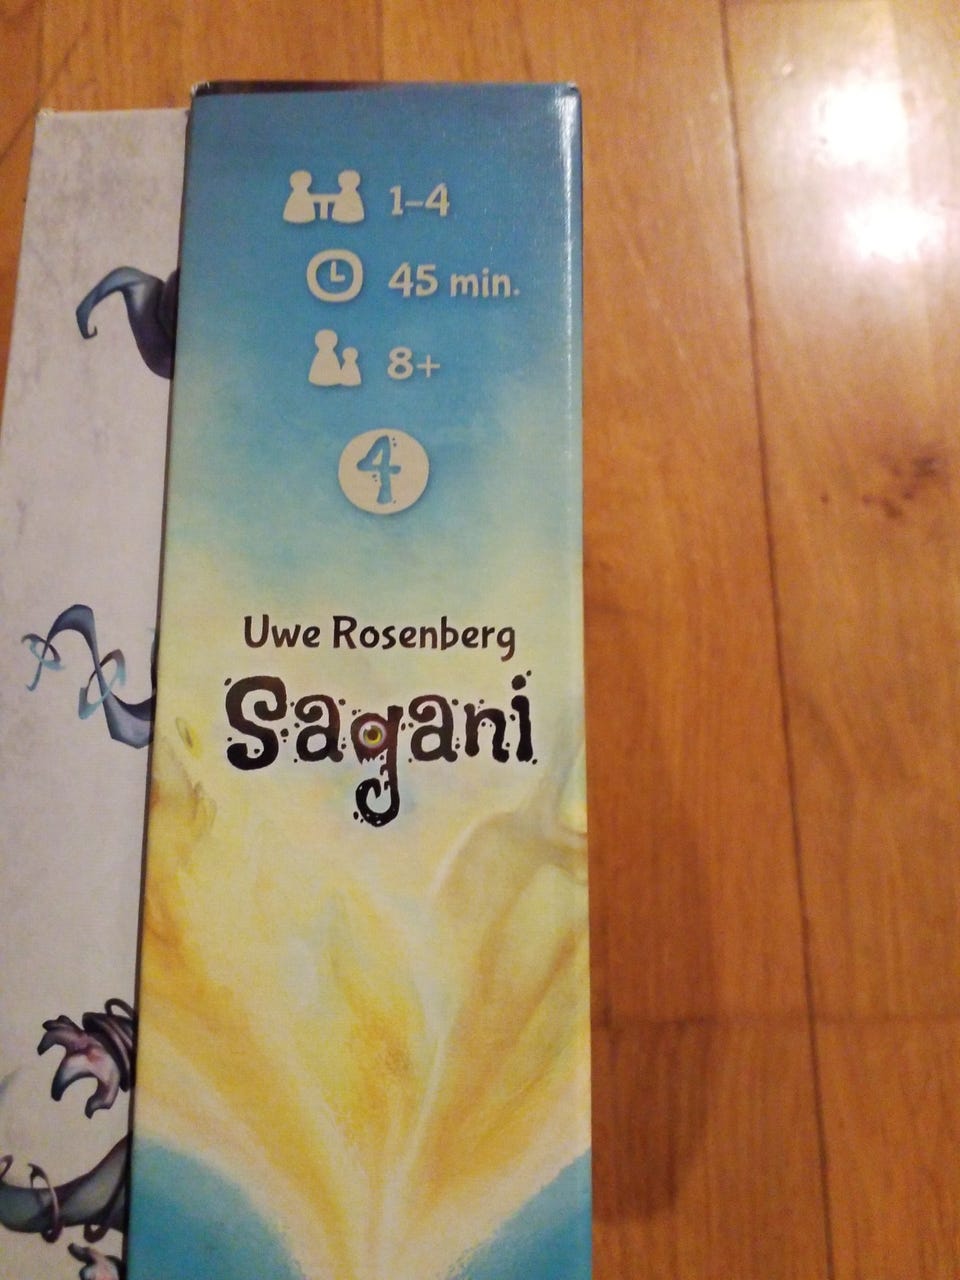 1–4
45 min.
8+
4
Uwe Rosenberg
Sagani